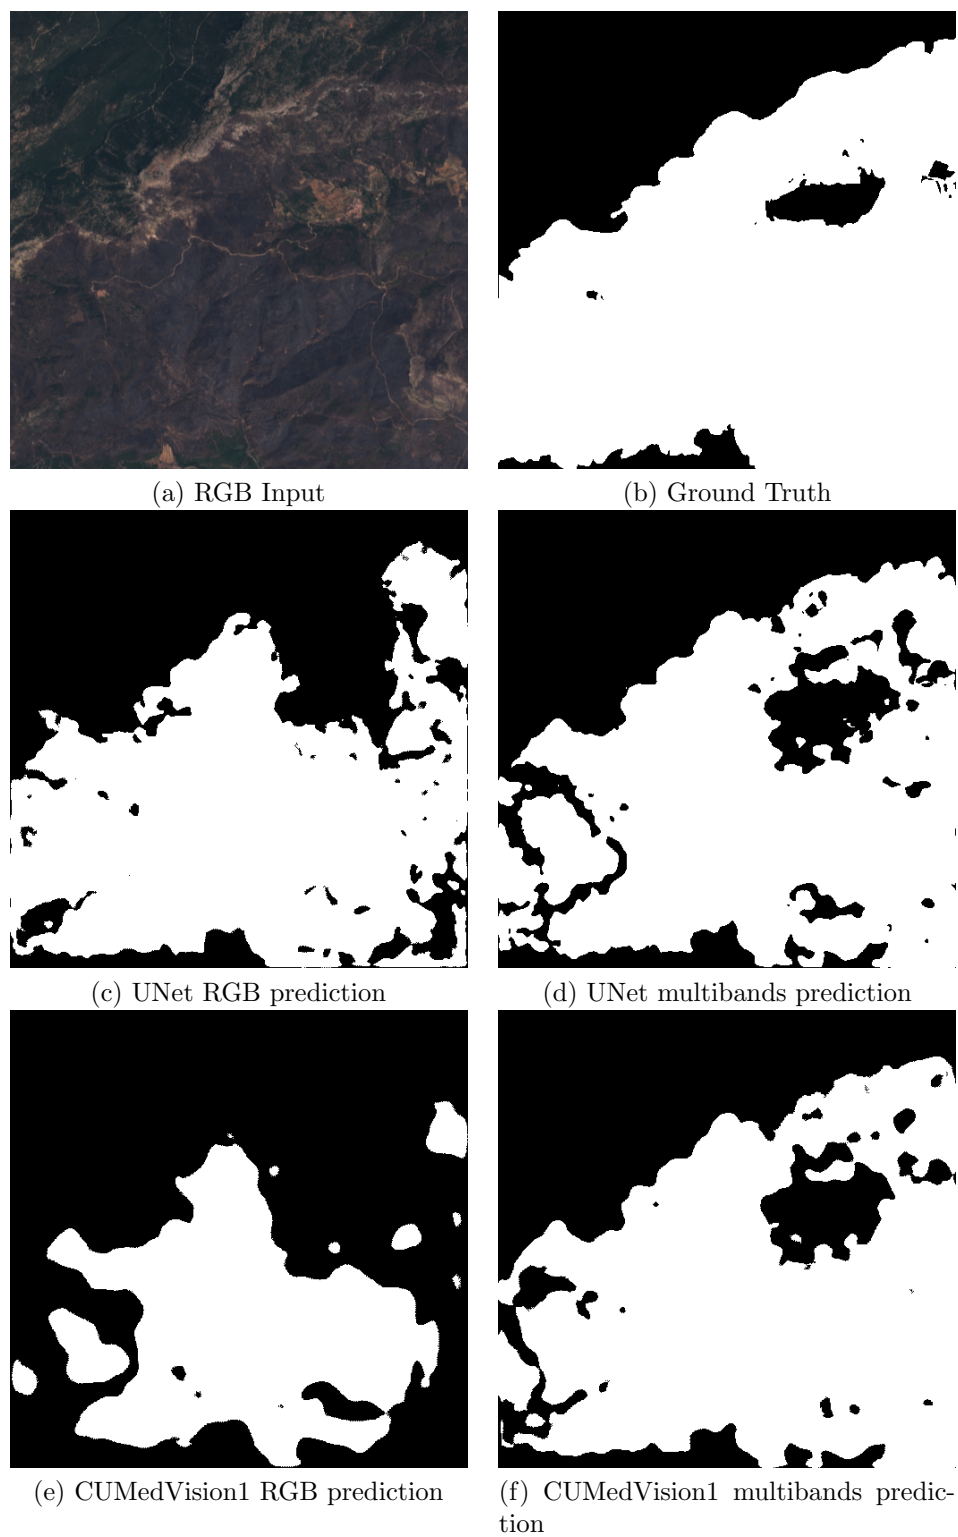 (a) RGB Input
(b) Ground Truth
(c) UNet RGB prediction
(d) UNet multibands prediction
(e) CUMedVision1 RGB prediction
(f) CUMedVision1 multibands predic-
tion